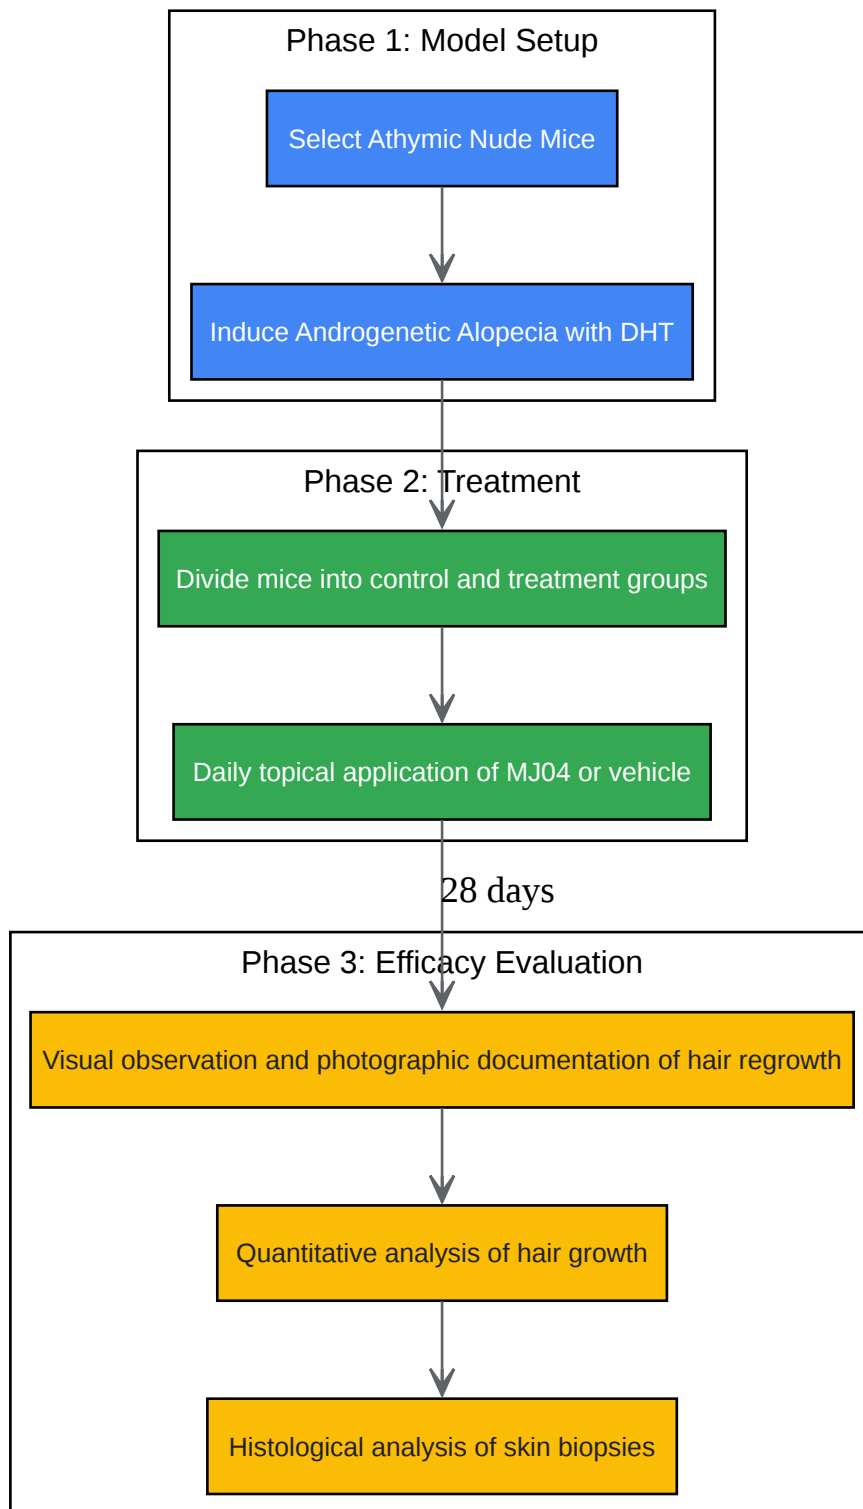 Phase 1: Model Setup
Select Athymic Nude Mice
Induce Androgenetic Alopecia with DHT
Phase 2: Treatment
Divide mice into control and treatment groups
Daily topical application of MJ04 or vehicle
28 days
Phase 3: Efficacy Evaluation
Visual observation and photographic documentation of hair regrowth
Quantitative analysis of hair growth
Histological analysis of skin biopsies